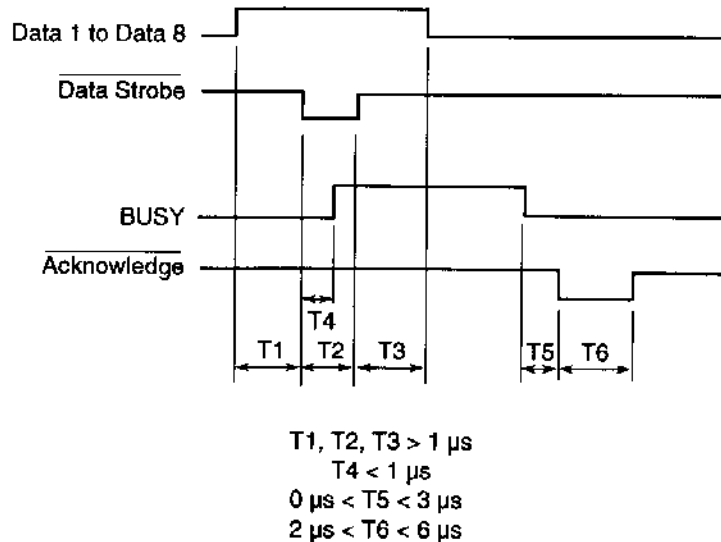 Data 1 to Data 8
Data Strobe
BUSY
Acknowledge
T4
T1 T2 T3 T5 T6
T1, T2, T3 > 1 µs
T4 < 1 µs
0 µs < T5 < 3 µs
2 µs < T6 < 6 µs